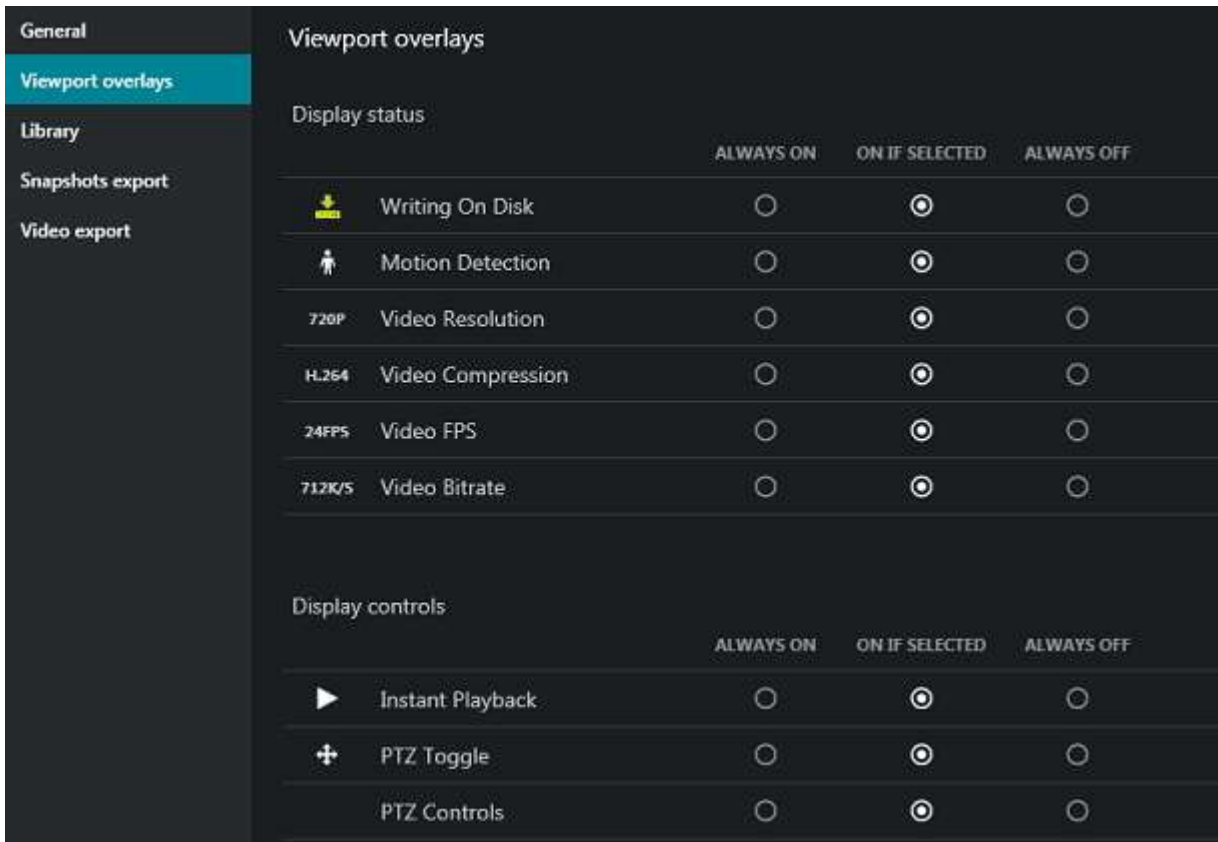 General
Viewport overlays
Library
Snapshots export
Video export
Viewport overlays
Display status
ALWAYS ON ON IF SELECTED ALWAYS OFF
Writing On Disk
Motion Detection
720P Video Resolution
H.264 Video Compression
24FPS Video FPS
712K/S Video Bitrate
Display controls
ALWAYS ON ON IF SELECTED ALWAYS OFF
Instant Playback
PTZ Toggle
PTZ Controls